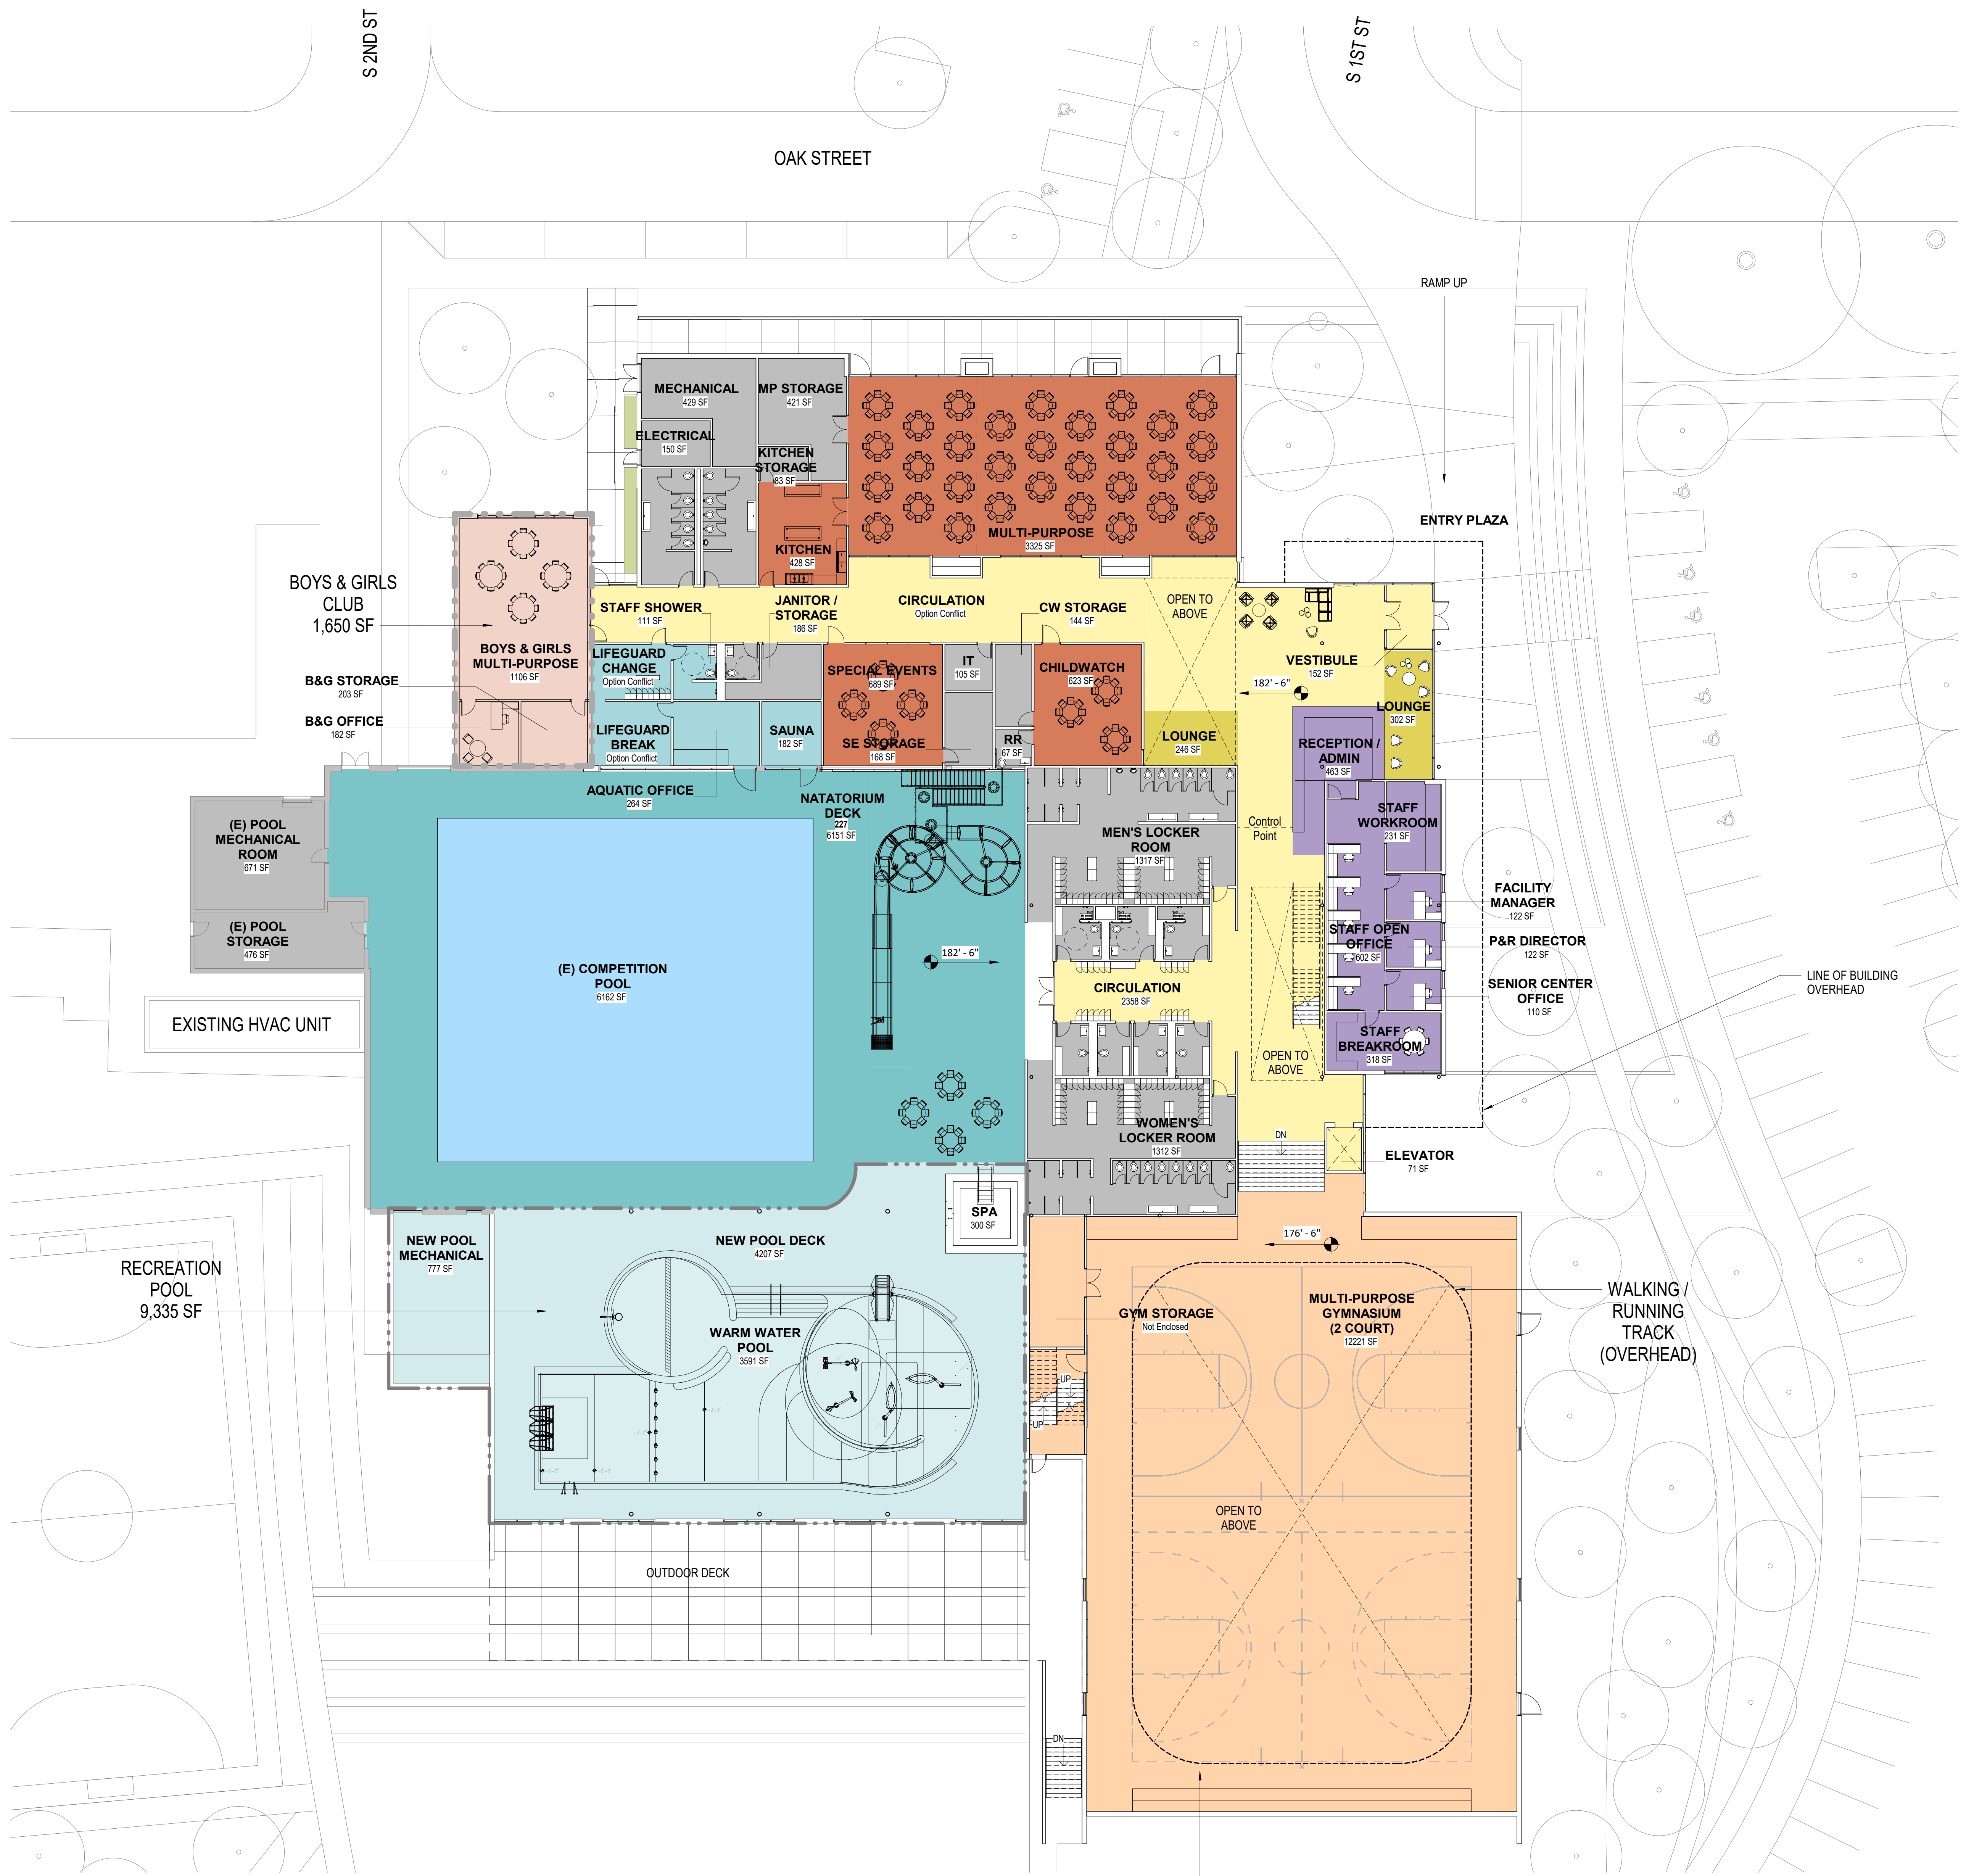 S 2ND ST
S 1ST ST
OAK STREET
RAMP UP
MECHANICAL
429 SF
MP STORAGE
421 SF
ELECTRICAL
150 SF
KITCHEN
STORAGE
83 SF
KITCHEN
428 SF
MULTI-PURPOSE
3325 SF
ENTRY PLAZA
BOYS & GIRLS
CLUB
1,650 SF
BOYS & GIRLS
MULTI-PURPOSE
1106 SF
B&G STORAGE
203 SF
B&G OFFICE
182 SF
STAFF SHOWER
111 SF
JANITOR /
STORAGE
186 SF
CIRCULATION
Option Conflict
CW STORAGE
144 SF
OPEN TO
ABOVE
LIFEGUARD
CHANGE
Option Conflict
LIFEGUARD
BREAK
Option Conflict
SAUNA
182 SF
SPECIAL EVENTS
689 SF
SE STORAGE
168 SF
IT
105 SF
RR
67 SF
CHILDWATCH
623 SF
LOUNGE
246 SF
VESTIBULE
152 SF
182' - 6"
LOUNGE
302 SF
RECEPTION /
ADMIN
463 SF
AQUATIC OFFICE
264 SF
NATATORIUM
DECK
227
6151 SF
(E) POOL
MECHANICAL
ROOM
671 SF
(E) POOL
STORAGE
476 SF
EXISTING HVAC UNIT
(E) COMPETITION
POOL
6162 SF
182' - 6"
MEN'S LOCKER
ROOM
1317 SF
Control
Point
STAFF
WORKROOM
231 SF
FACILITY
MANAGER
122 SF
STAFF OPEN
OFFICE
602 SF
P&R DIRECTOR
122 SF
SENIOR CENTER
OFFICE
110 SF
LINE OF BUILDING
OVERHEAD
CIRCULATION
2358 SF
OPEN TO
ABOVE
STAFF
BREAKROOM
318 SF
WOMEN'S
LOCKER ROOM
1312 SF
DN
ELEVATOR
71 SF
SPA
300 SF
NEW POOL
MECHANICAL
777 SF
NEW POOL DECK
4207 SF
176' - 6"
RECREATION
POOL
9,335 SF
WARM WATER
POOL
3591 SF
GYM STORAGE
Not Enclosed
MULTI-PURPOSE
GYMNASIUM
(2 COURT)
12221 SF
WALKING /
RUNNING
TRACK
(OVERHEAD)
UP
UP
OPEN TO
ABOVE
OUTDOOR DECK
DN